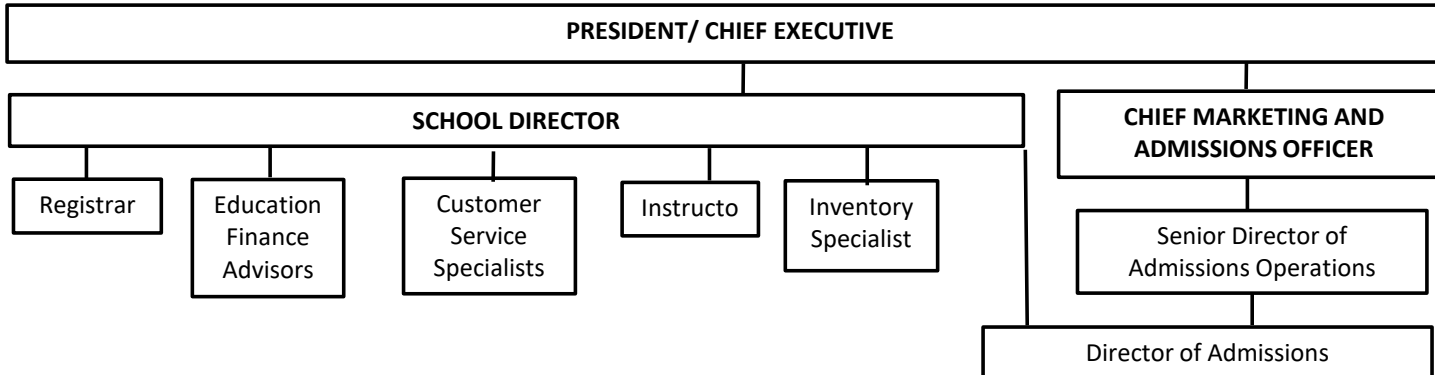 PRESIDENT/ CHIEF EXECUTIVE
SCHOOL DIRECTOR
CHIEF MARKETING AND
ADMISSIONS OFFICER
Registrar
Education
Finance
Advisors
Customer
Service
Specialists
Instructo
Inventory
Specialist
Senior Director of
Admissions Operations
Director of Admissions